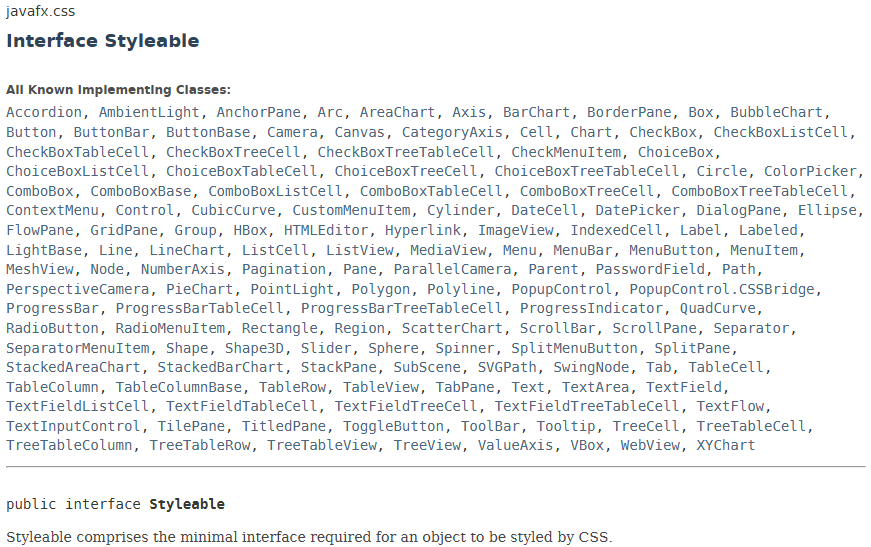 javafx.css
Interface Styleable
All Known Implementing Classes:
Accordion, AmbientLight, AnchorPane, Arc, AreaChart, Axis, BarChart, BorderPane, Box, BubbleChart,
Button, ButtonBar, ButtonBase, Camera, Canvas, CategoryAxis, Cell, Chart, CheckBox, CheckBoxListCell,
CheckBoxTableCell, CheckBoxTreeCell, CheckBoxTreeTableCell, CheckMenuItem, ChoiceBox,
ChoiceBoxListCell, ChoiceBoxTableCell, ChoiceBoxTreeCell, ChoiceBoxTreeTableCell, Circle, ColorPicker,
ComboBox, ComboBoxBase, ComboBoxListCell, ComboBoxTableCell, ComboBoxTreeCell, ComboBoxTreeTableCell,
ContextMenu, Control, CubicCurve, CustomMenuItem, Cylinder, DateCell, DatePicker, DialogPane, Ellipse,
FlowPane, GridPane, Group, HBox, HTMLEditor, Hyperlink, ImageView, IndexedCell, Label, Labeled,
LightBase, Line, LineChart, ListCell, ListView, MediaView, Menu, MenuBar, MenuButton, MenuItem,
MeshView, Node, NumberAxis, Pagination, Pane, ParallelCamera, Parent, PasswordField, Path,
PerspectiveCamera, PieChart, PointLight, Polygon, Polyline, PopupControl, PopupControl.CSSBridge,
ProgressBar, ProgressBarTableCell, ProgressBarTreeTableCell, ProgressIndicator, QuadCurve,
RadioButton, RadioMenuItem, Rectangle, Region, ScatterChart, ScrollBar, ScrollPane, Separator,
SeparatorMenuItem, Shape, Shape3D, Slider, Sphere, Spinner, SplitMenuButton, SplitPane,
StackedAreaChart, StackedBarChart, StackPane, SubScene, SVGPath, SwingNode, Tab, TableCell,
TableColumn, TableColumnBase, TableRow, TableView, TabPane, Text, TextArea, TextField,
TextFieldListCell, TextFieldTableCell, TextFieldTreeCell, TextFieldTreeTableCell, TextFlow,
TextInputControl, TilePane, TitledPane, ToggleButton, ToolBar, Tooltip, TreeCell, TreeTableCell,
TreeTableColumn, TreeTableRow, TreeTableView, TreeView, ValueAxis, VBox, WebView, XYChart
public interface Styleable
Styleable comprises the minimal interface required for an object to be styled by CSS.